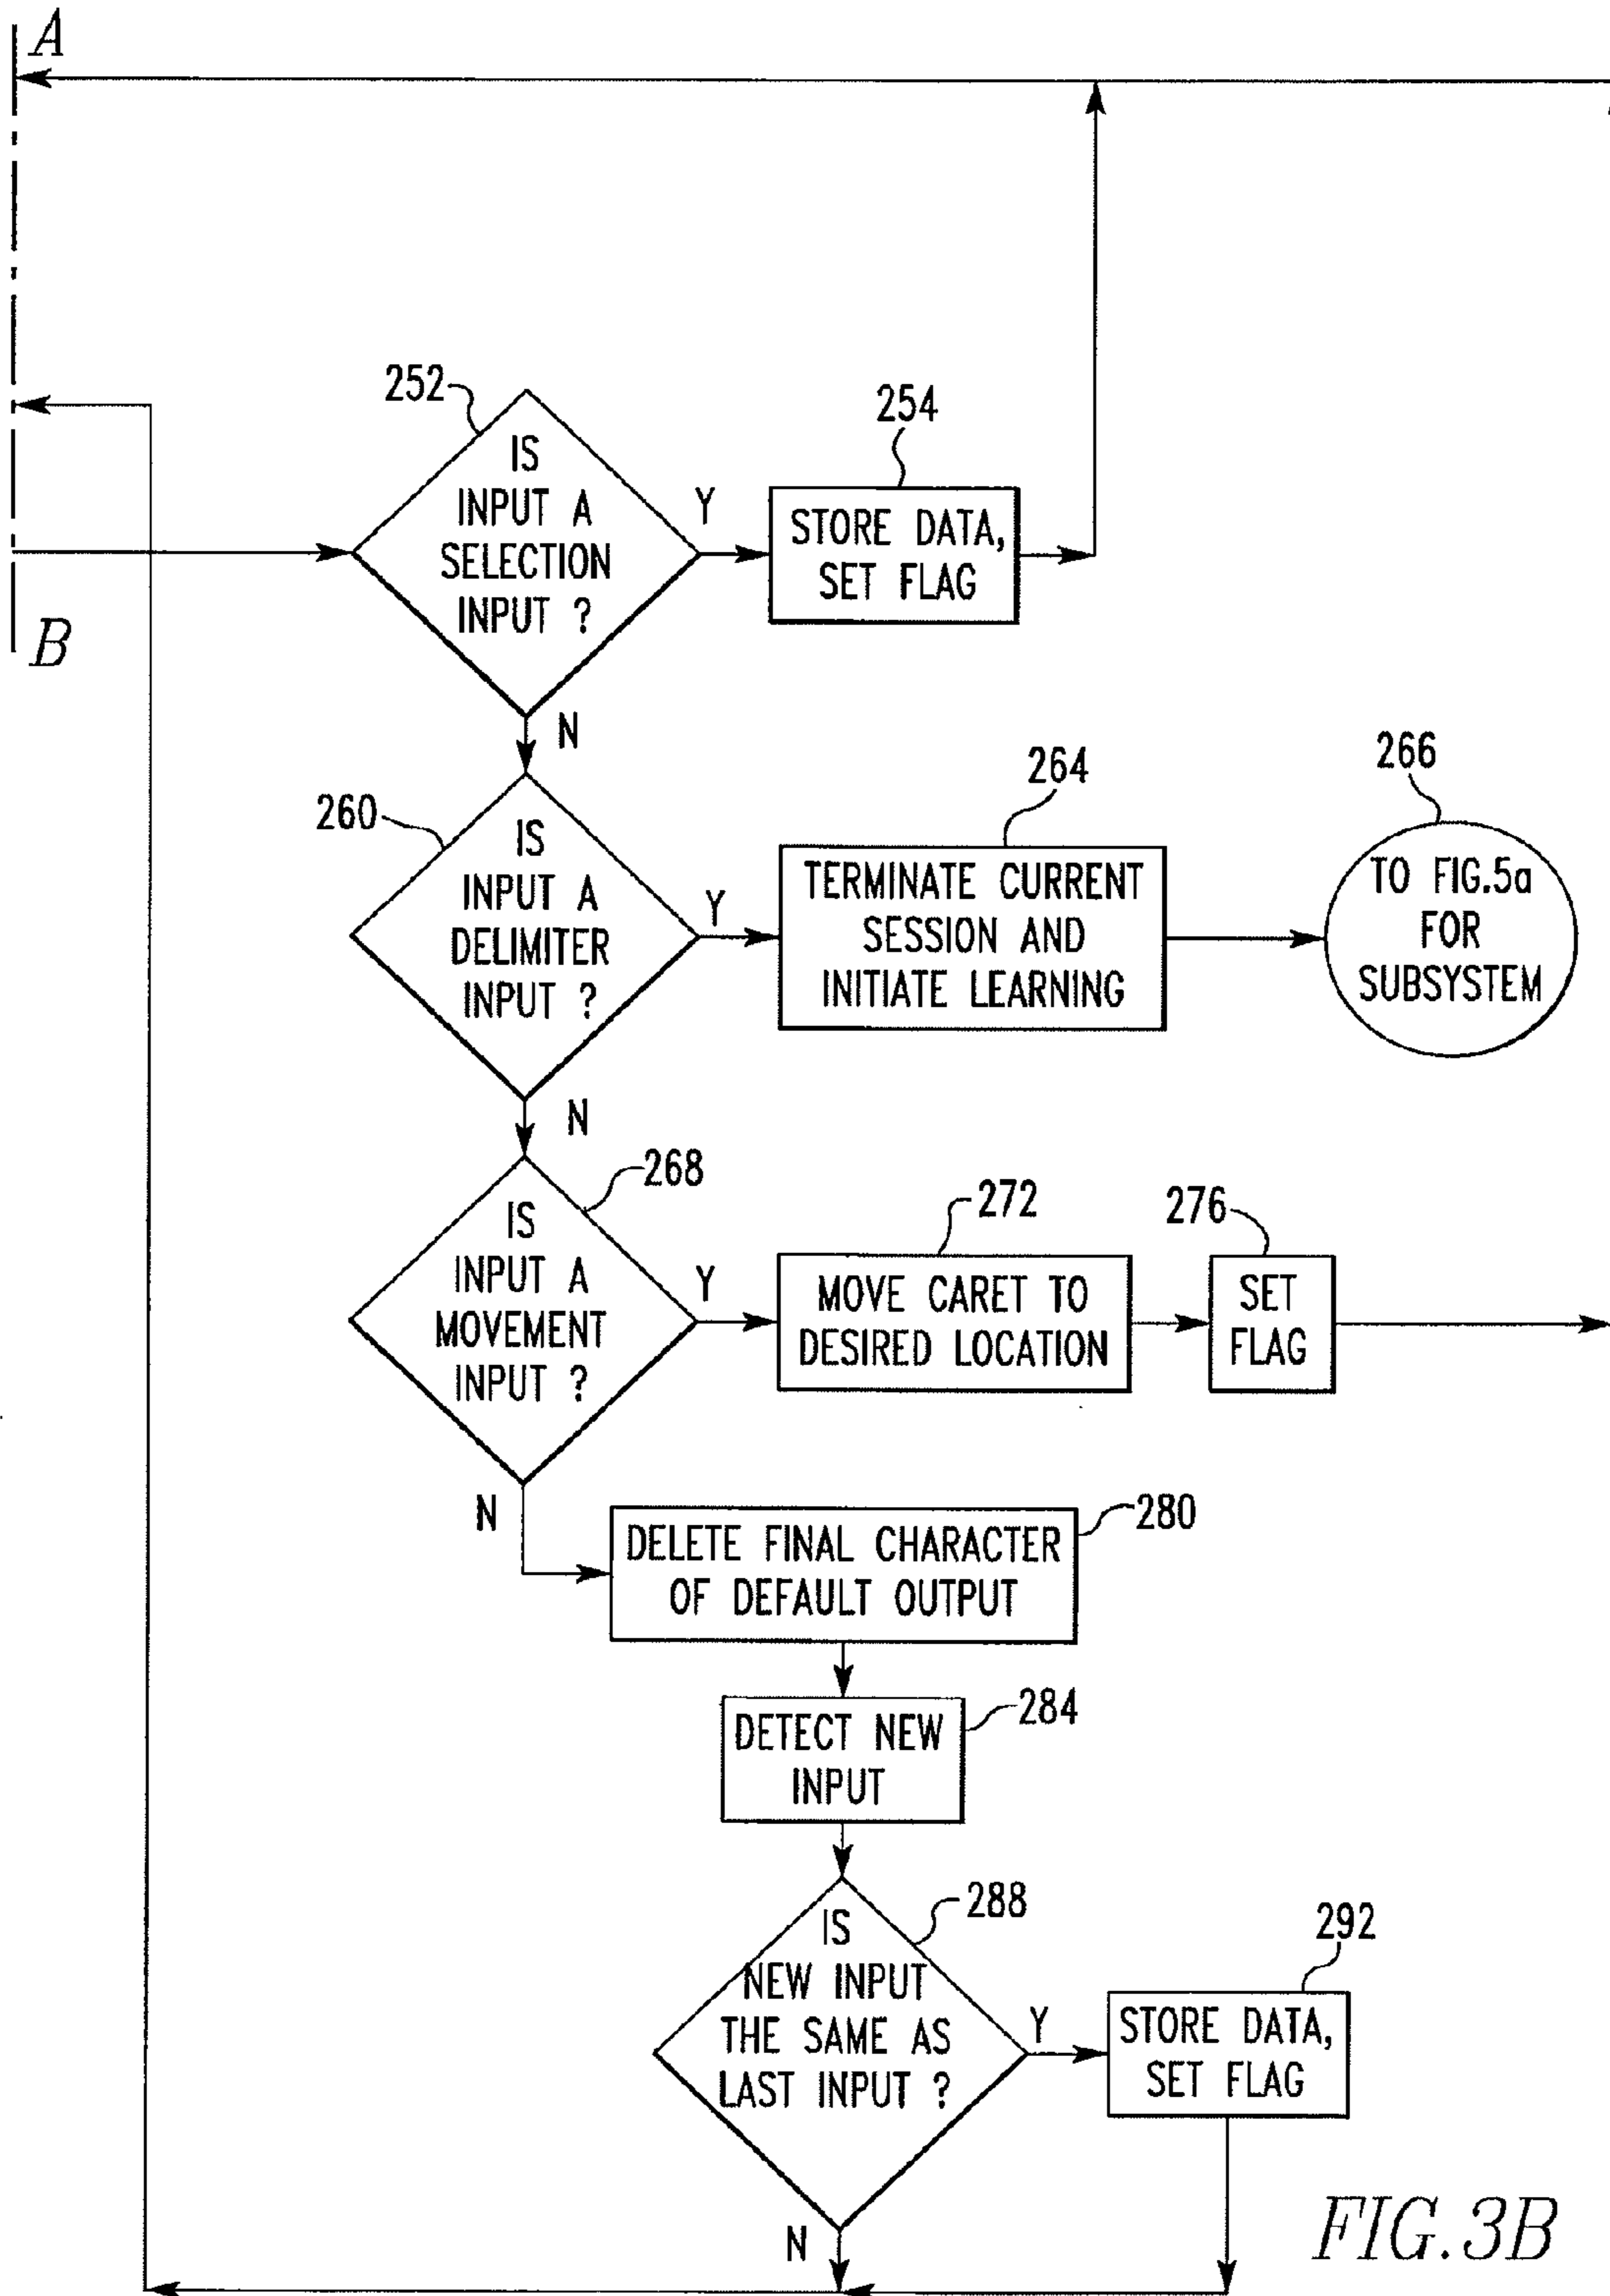 A
B
252
IS
INPUT A
SELECTION
INPUT ?
Y
254
STORE DATA,
SET FLAG
N
260
IS
INPUT A
DELIMITER
INPUT ?
Y
264
TERMINATE CURRENT
SESSION AND
INITIATE LEARNING
266
TO FIG.5a
FOR
SUBSYSTEM
N
268
IS
INPUT A
MOVEMENT
INPUT ?
Y
272
MOVE CARET TO
DESIRED LOCATION
276
SET
FLAG
N
280
DELETE FINAL CHARACTER
OF DEFAULT OUTPUT
284
DETECT NEW
INPUT
288
IS
NEW INPUT
THE SAME AS
LAST INPUT ?
Y
292
STORE DATA,
SET FLAG
N
FIG.3B